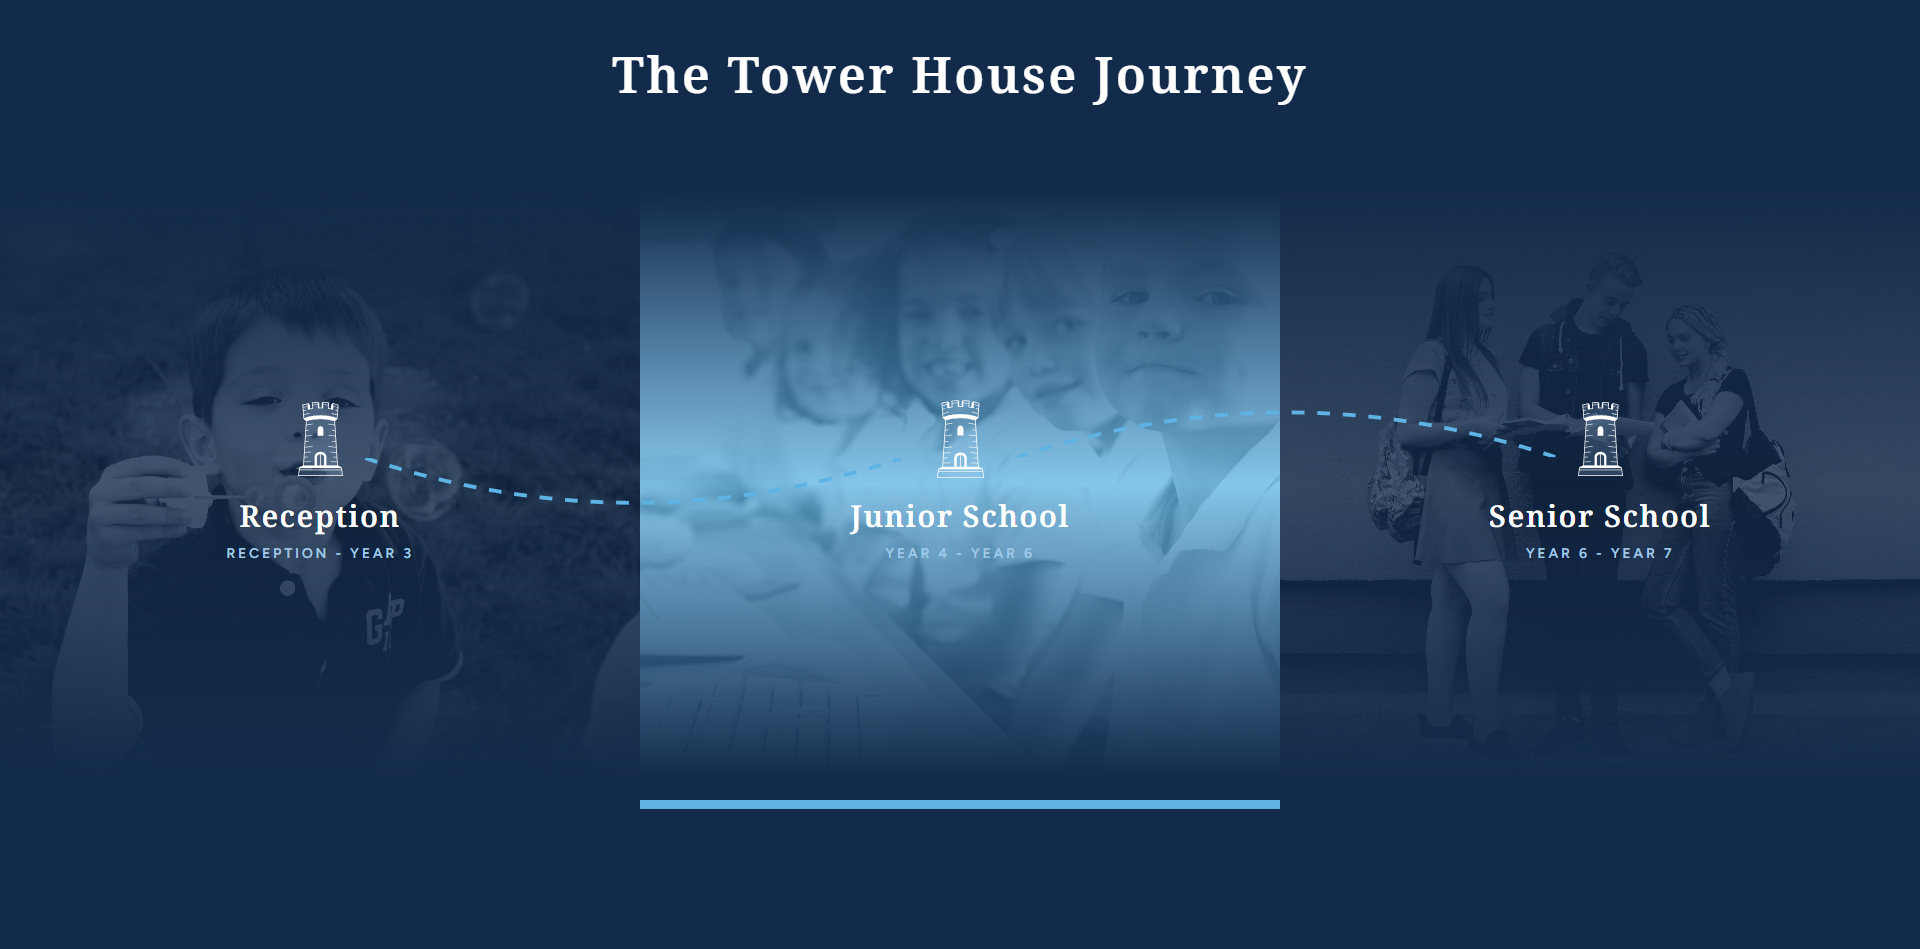 The Tower House Journey
Reception
RECEPTION - YEAR 3
Junior School
YEAR 4 - YEAR 6
Senior School
YEAR 6 - YEAR 7